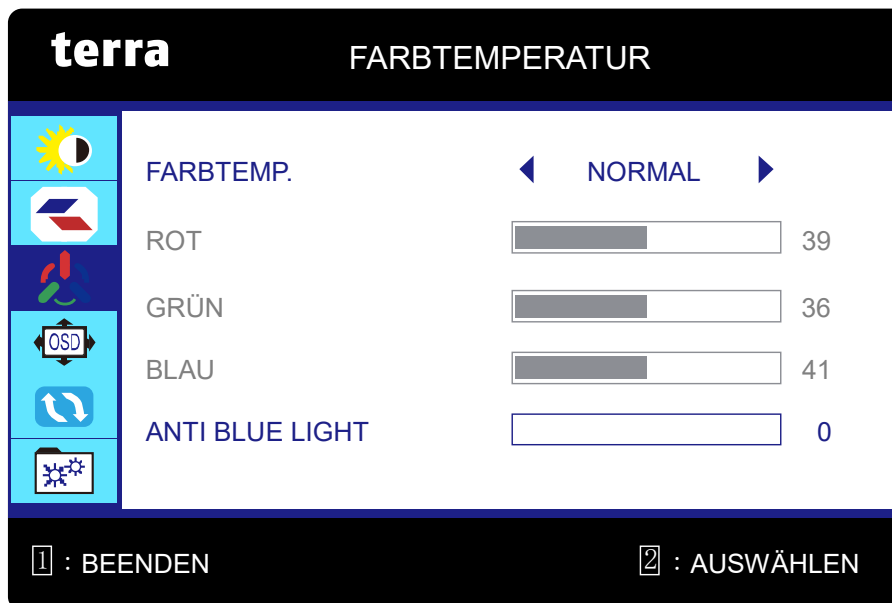 terra
FARBTEMPERATUR
FARBTEMP. NORMAL
ROT 39
GRÜN 36
BLAU 41
ANTI BLUE LIGHT 0
OSD
1 : BEENDEN
2 : AUSWÄHLEN